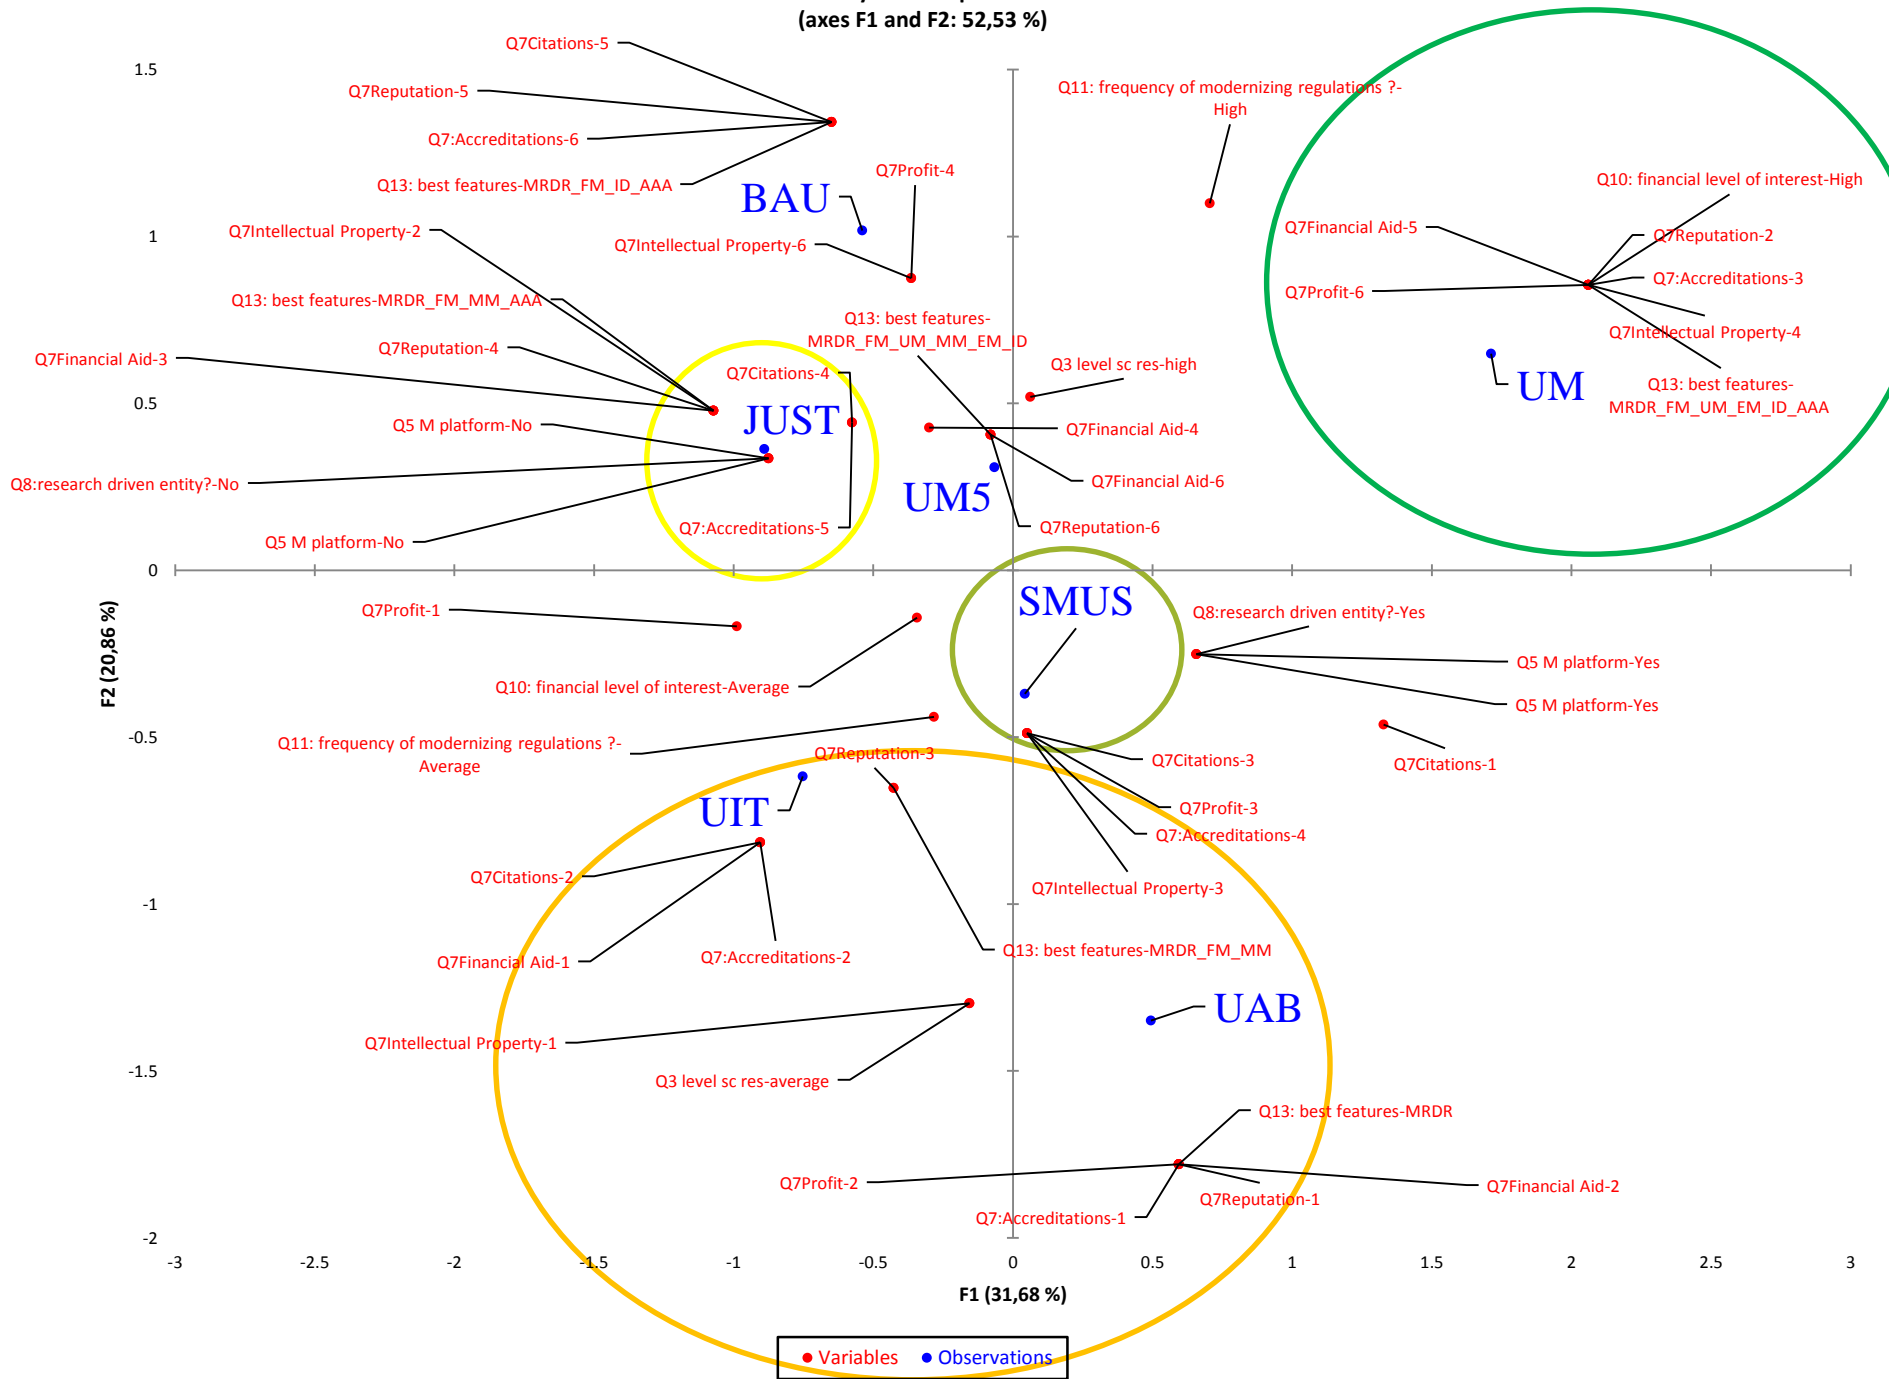 (axes F1 and F2: 52,53 %)
Q7Citations-5
1.5
Q7Reputation-5
Q11: frequency of modernizing regulations ?-
High
Q7:Accreditations-6
Q7Profit-4
Q13: best features-MRDR_FM_ID_AAA
Q10: financial level of interest-High
BAU
Q7Intellectual Property-2
Q7Financial Aid-5
Q7Reputation-2
1
Q7Intellectual Property-6
Q7:Accreditations-3
Q7Profit-6
Q13: best features-MRDR_FM_MM_AAA
Q13: best features-
MRDR_FM_UM_MM_EM_ID
Q7Intellectual Property-4
Q7Reputation-4
Q7Financial Aid-3
Q3 level sc res-high
Q7Citations-4
UM
Q13: best features-
MRDR_FM_UM_EM_ID_AAA
0.5
JUST
Q5 M platform-No
Q7Financial Aid-4
Q8:research driven entity?-No
Q7Financial Aid-6
UM5
Q7:Accreditations-5
Q7Reputation-6
Q5 M platform-No
0
SMUS
Q7Profit-1
Q8:research driven entity?-Yes
F2 (20,86 %)
Q5 M platform-Yes
Q10: financial level of interest-Average
Q5 M platform-Yes
-0.5
Q11: frequency of modernizing regulations ?-
Average
Q7Reputation-3
Q7Citations-3
Q7Citations-1
UIT
Q7Profit-3
Q7:Accreditations-4
Q7Citations-2
Q7Intellectual Property-3
-1
Q7Financial Aid-1
Q7:Accreditations-2
Q13: best features-MRDR_FM_MM
UAB
Q7Intellectual Property-1
-1.5
Q3 level sc res-average
Q13: best features-MRDR
Q7Profit-2
Q7Financial Aid-2
Q7Reputation-1
Q7:Accreditations-1
-2
-3
-2.5
-2
-1.5
-1
-0.5
0
0.5
1
1.5
2
2.5
3
F1 (31,68 %)
Variables
Observations